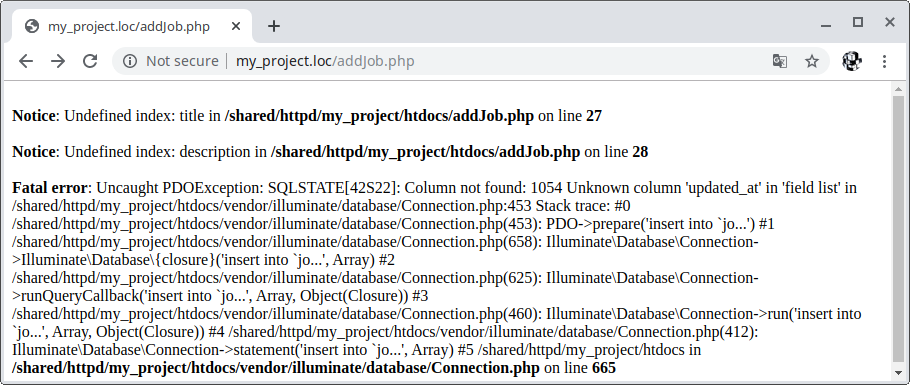 my_project.loc/addJob.php
Not secure | my_project.loc/addJob.php
Notice: Undefined index: title in /shared/httpd/my_project/htdocs/addJob.php on line 27
Notice: Undefined index: description in /shared/httpd/my_project/htdocs/addJob.php on line 28
Fatal error: Uncaught PDOException: SQLSTATE[42S22]: Column not found: 1054 Unknown column 'updated_at' in 'field list' in
/shared/httpd/my_project/htdocs/vendor/illuminate/database/Connection.php:453 Stack trace: #0
/shared/httpd/my_project/htdocs/vendor/illuminate/database/Connection.php(453): PDO->prepare('insert into `jo...') #1
/shared/httpd/my_project/htdocs/vendor/illuminate/database/Connection.php(658): Illuminate\Database\Connection-
>Illuminate\Database\{closure}('insert into `jo...', Array) #2
/shared/httpd/my_project/htdocs/vendor/illuminate/database/Connection.php(625): Illuminate\Database\Connection-
>runQueryCallback('insert into `jo...', Array, Object(Closure)) #3
/shared/httpd/my_project/htdocs/vendor/illuminate/database/Connection.php(460): Illuminate\Database\Connection->run('insert into
`jo...', Array, Object(Closure)) #4 /shared/httpd/my_project/htdocs/vendor/illuminate/database/Connection.php(412):
Illuminate\Database\Connection->statement('insert into `jo...', Array) #5 /shared/httpd/my_project/htdocs in
/shared/httpd/my_project/htdocs/vendor/illuminate/database/Connection.php on line 665